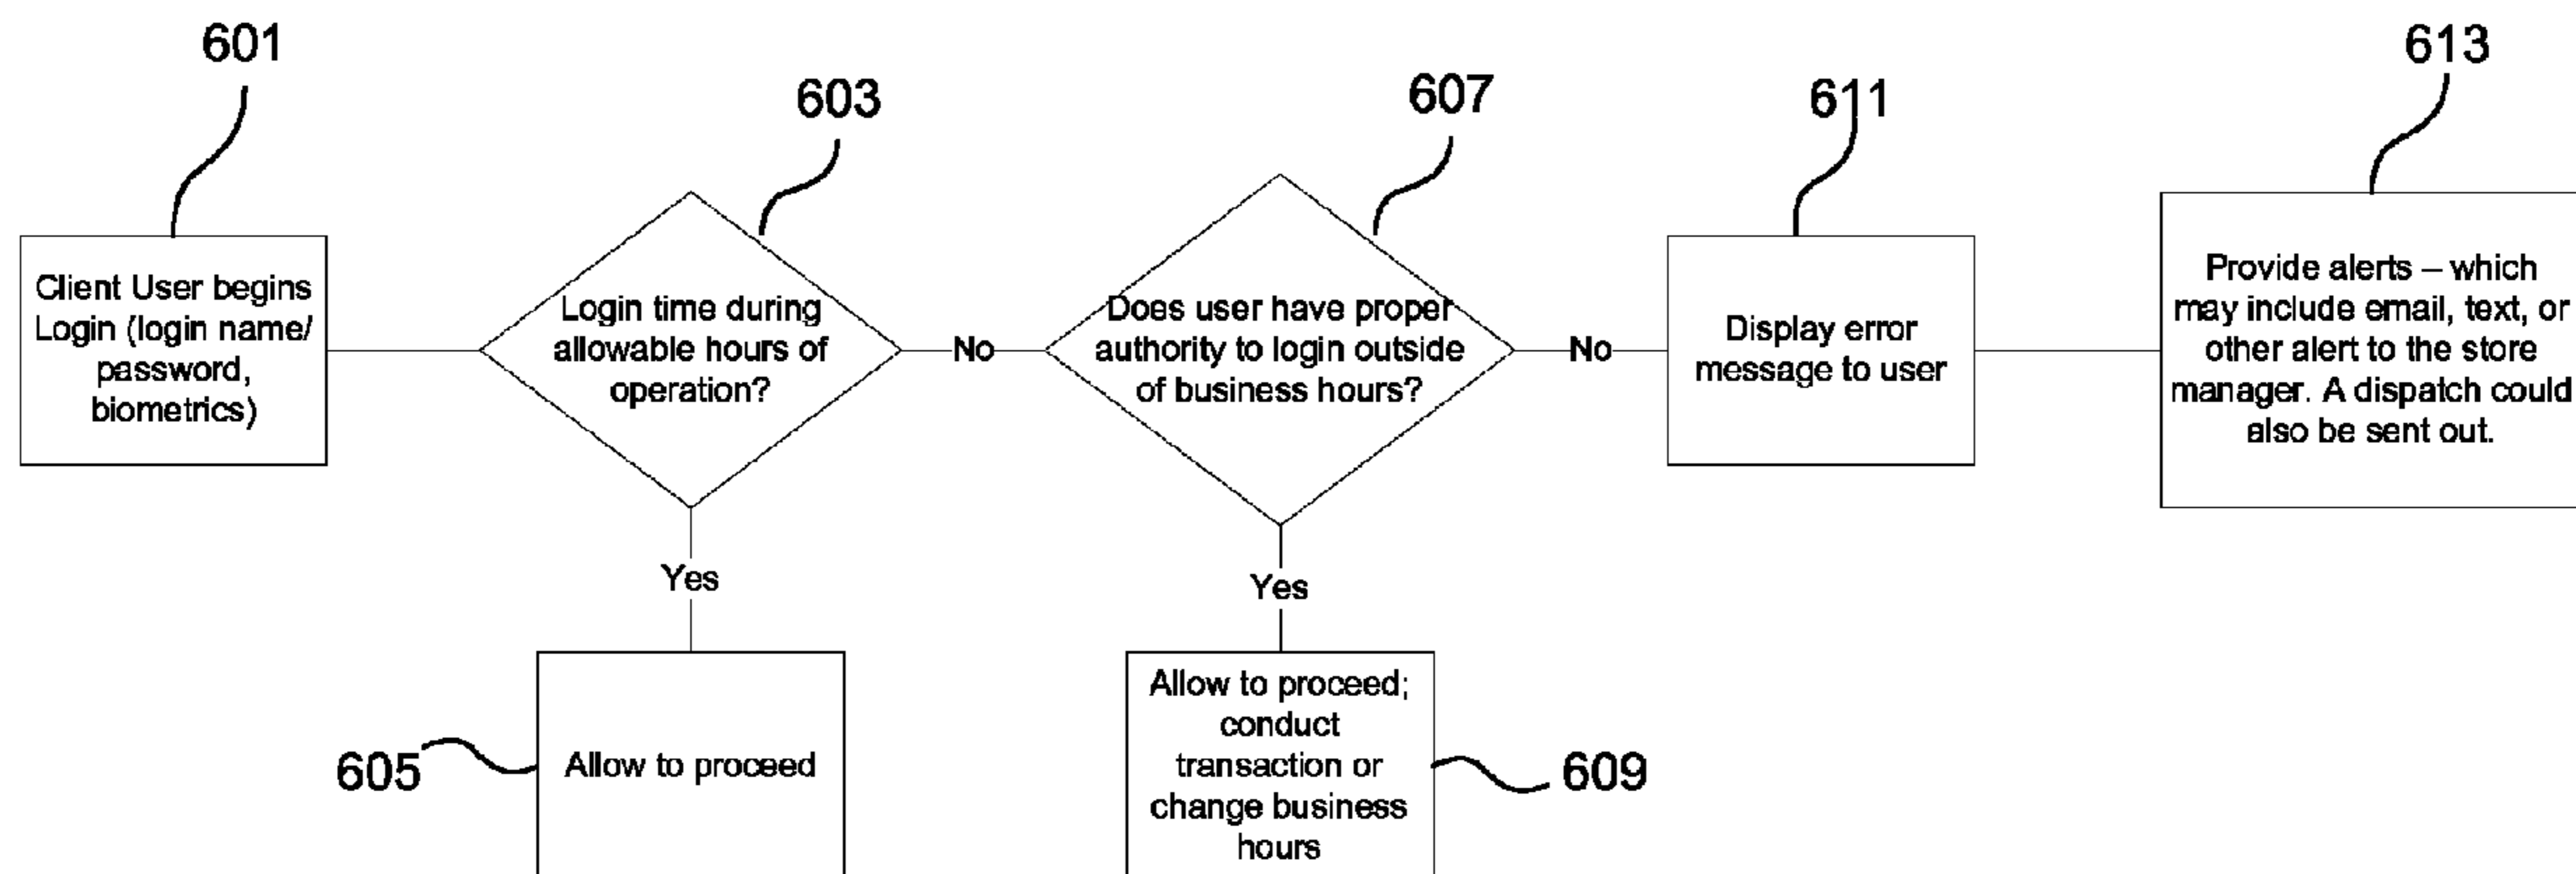 601
603
607
611
613
Client User begins
Login (login name/
password,
biometrics)
Login time during
allowable hours of
operation?
No
Does user have proper
authority to login outside
of business hours?
No
Display error
message to user
Provide alerts – which
may include email, text, or
other alert to the store
manager. A dispatch could
also be sent out.
Yes
Yes
605
Allow to proceed
Allow to proceed;
conduct
transaction or
change business
hours
609